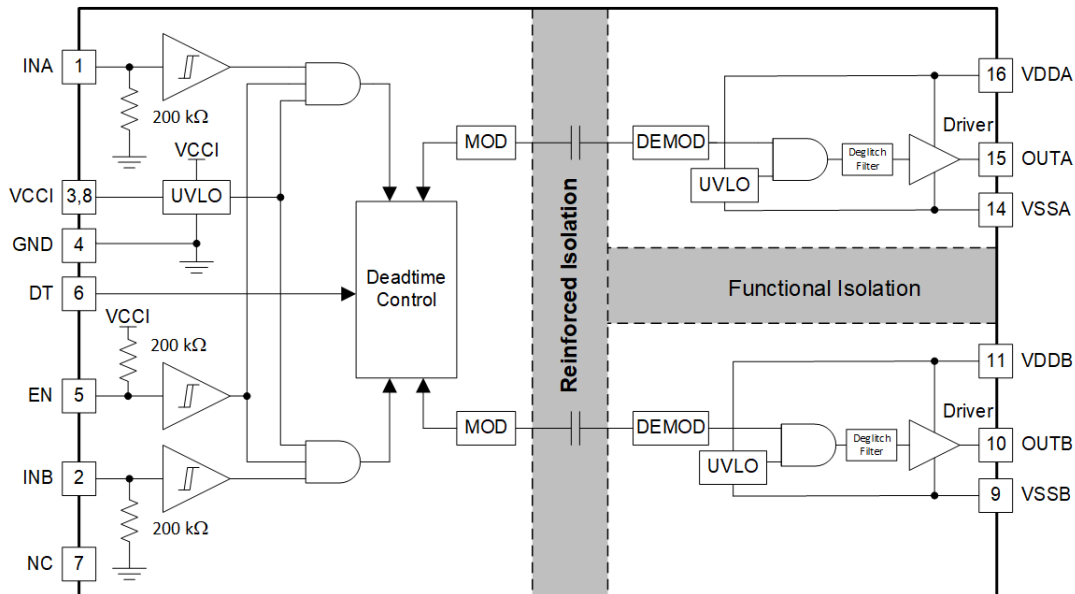 INA
1
200 kΩ
VCCI
VCCI
3,8
UVLO
GND
4
DT
6
VCCI
200 kΩ
EN
5
INB
2
200 kΩ
NC
7
Deadtime
Control
MOD
MOD
Reinforced Isolation
Functional Isolation
DEMOD
UVLO
Deglitch
Filter
Driver
16
VDDA
15
OUTA
14
VSSA
DEMOD
UVLO
Deglitch
Filter
Driver
11
VDDB
10
OUTB
9
VSSB